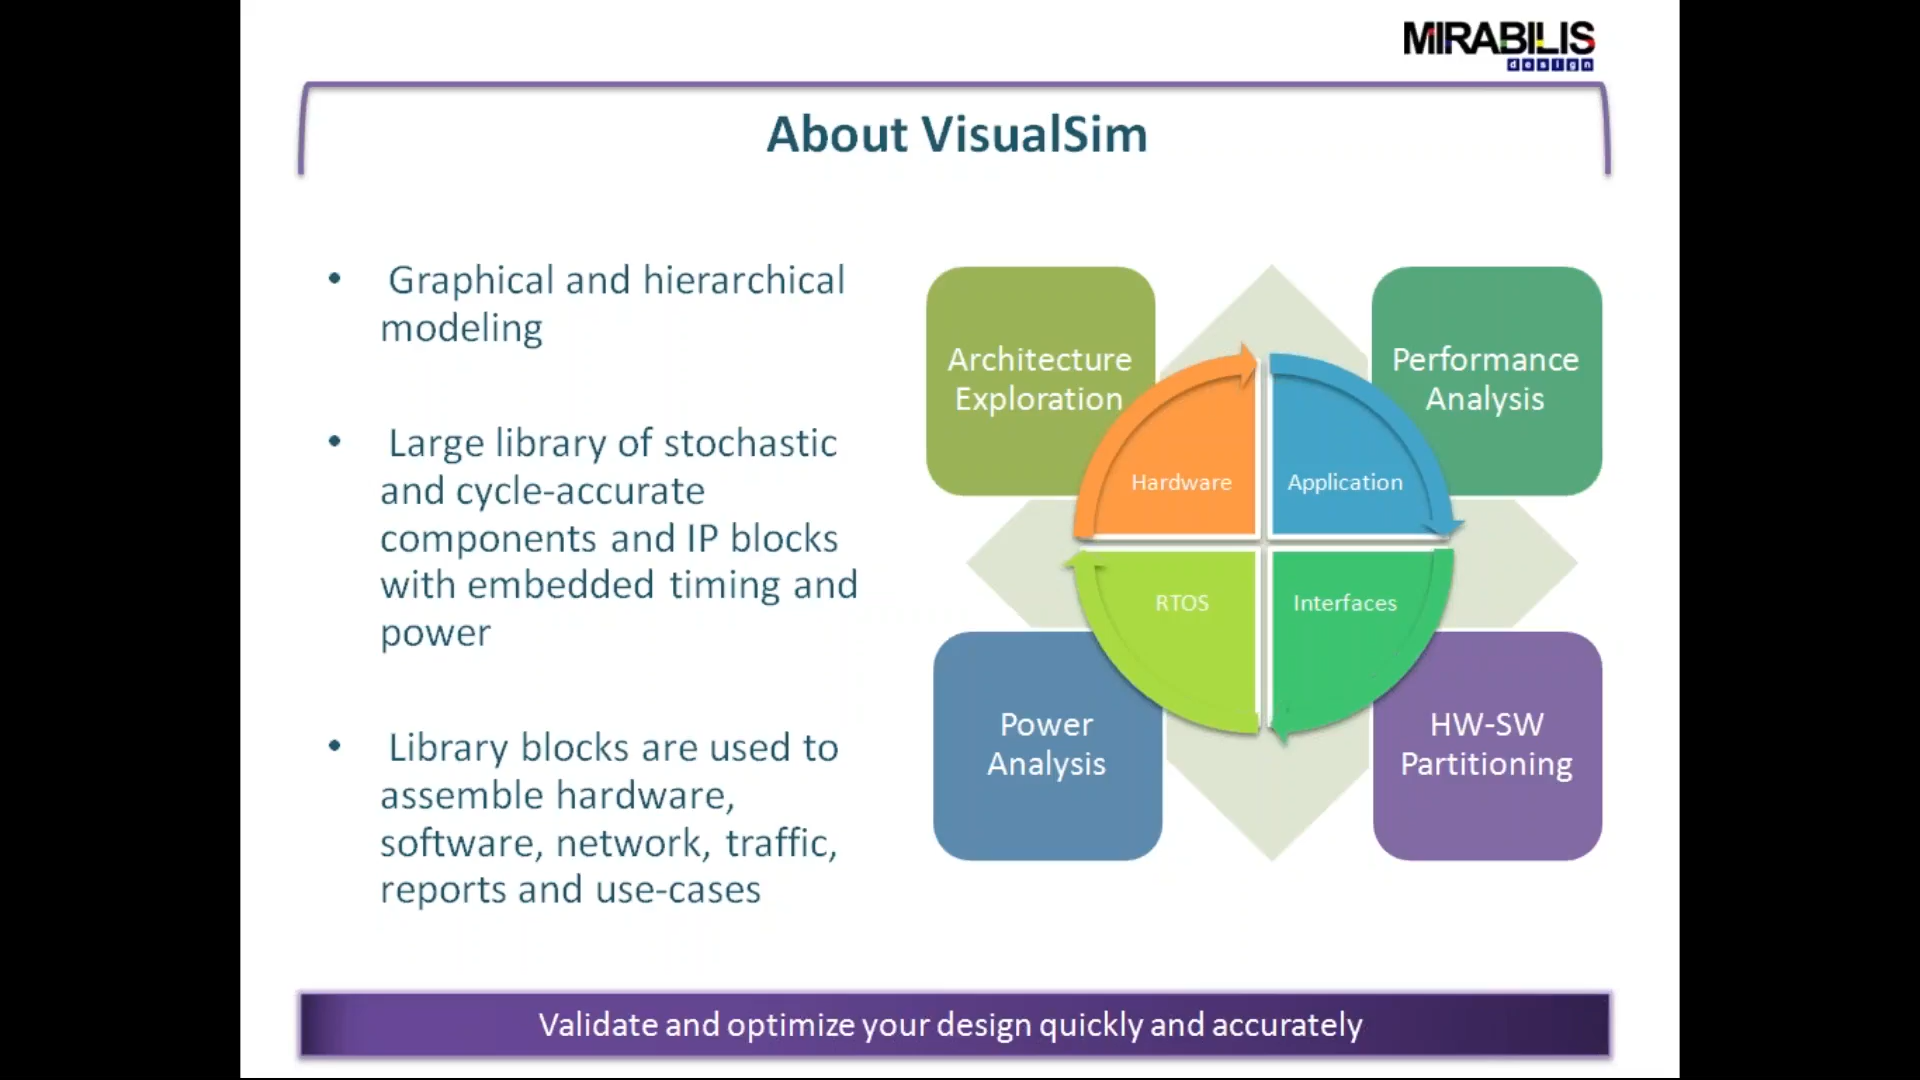 MIRABILIS
design
About VisualSim
• Graphical and hierarchical
modeling
• Large library of stochastic
and cycle-accurate
components and IP blocks
with embedded timing and
power
• Library blocks are used to
assemble hardware,
software, network, traffic,
reports and use-cases
Architecture
Exploration
Performance
Analysis
Hardware
Application
RTOS
Interfaces
Power
Analysis
HW-SW
Partitioning
Validate and optimize your design quickly and accurately